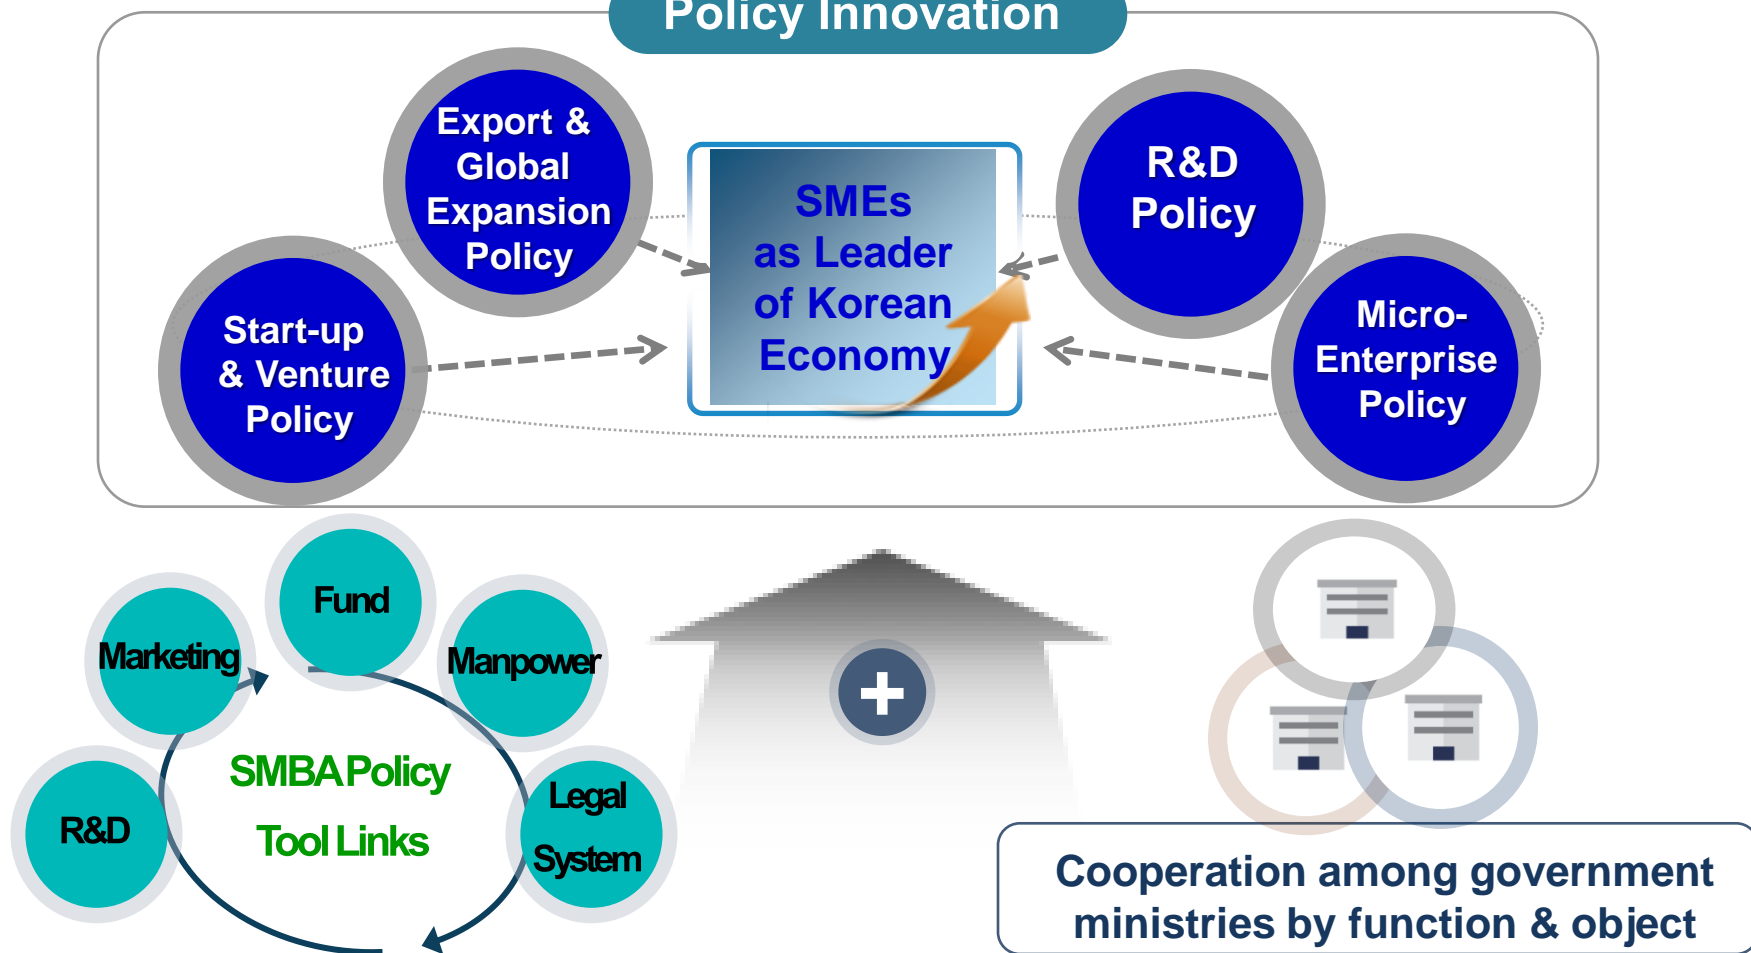 Policy Innovation
Export &
Global
Expansion
Policy
R&D
Policy
SMEs
as Leader
of Korean
Economy
Start-up
& Venture
Policy
Micro-
Enterprise
Policy
Fund
Marketing
Manpower
SMBA Policy
Tool Links
R&D
Legal
System
Cooperation among government
ministries by function & object